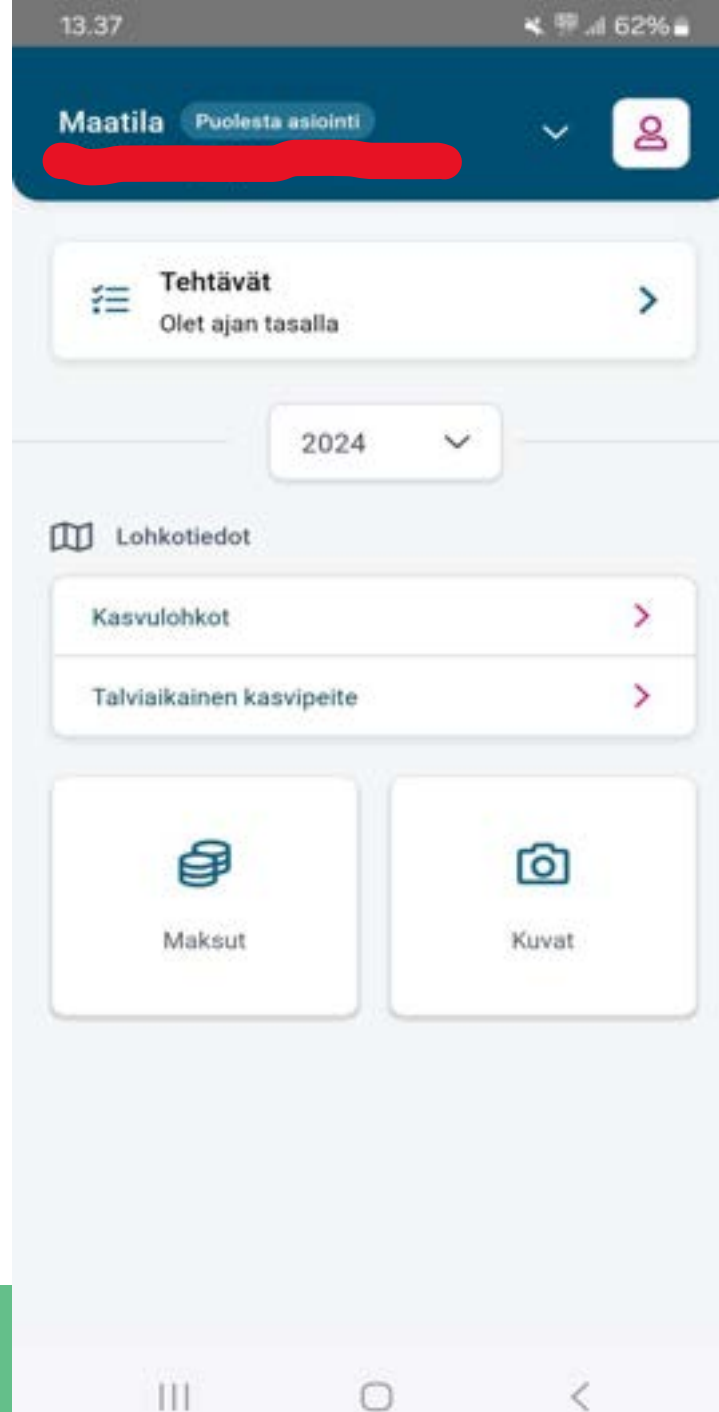 13.37
62%
Maatila Puolesta asiointi
Tehtävät
Olet ajan tasalla
2024
Lohkotiedot
Kasvulohkot
Talviaikainen kasvipeite
Maksut
Kuvat